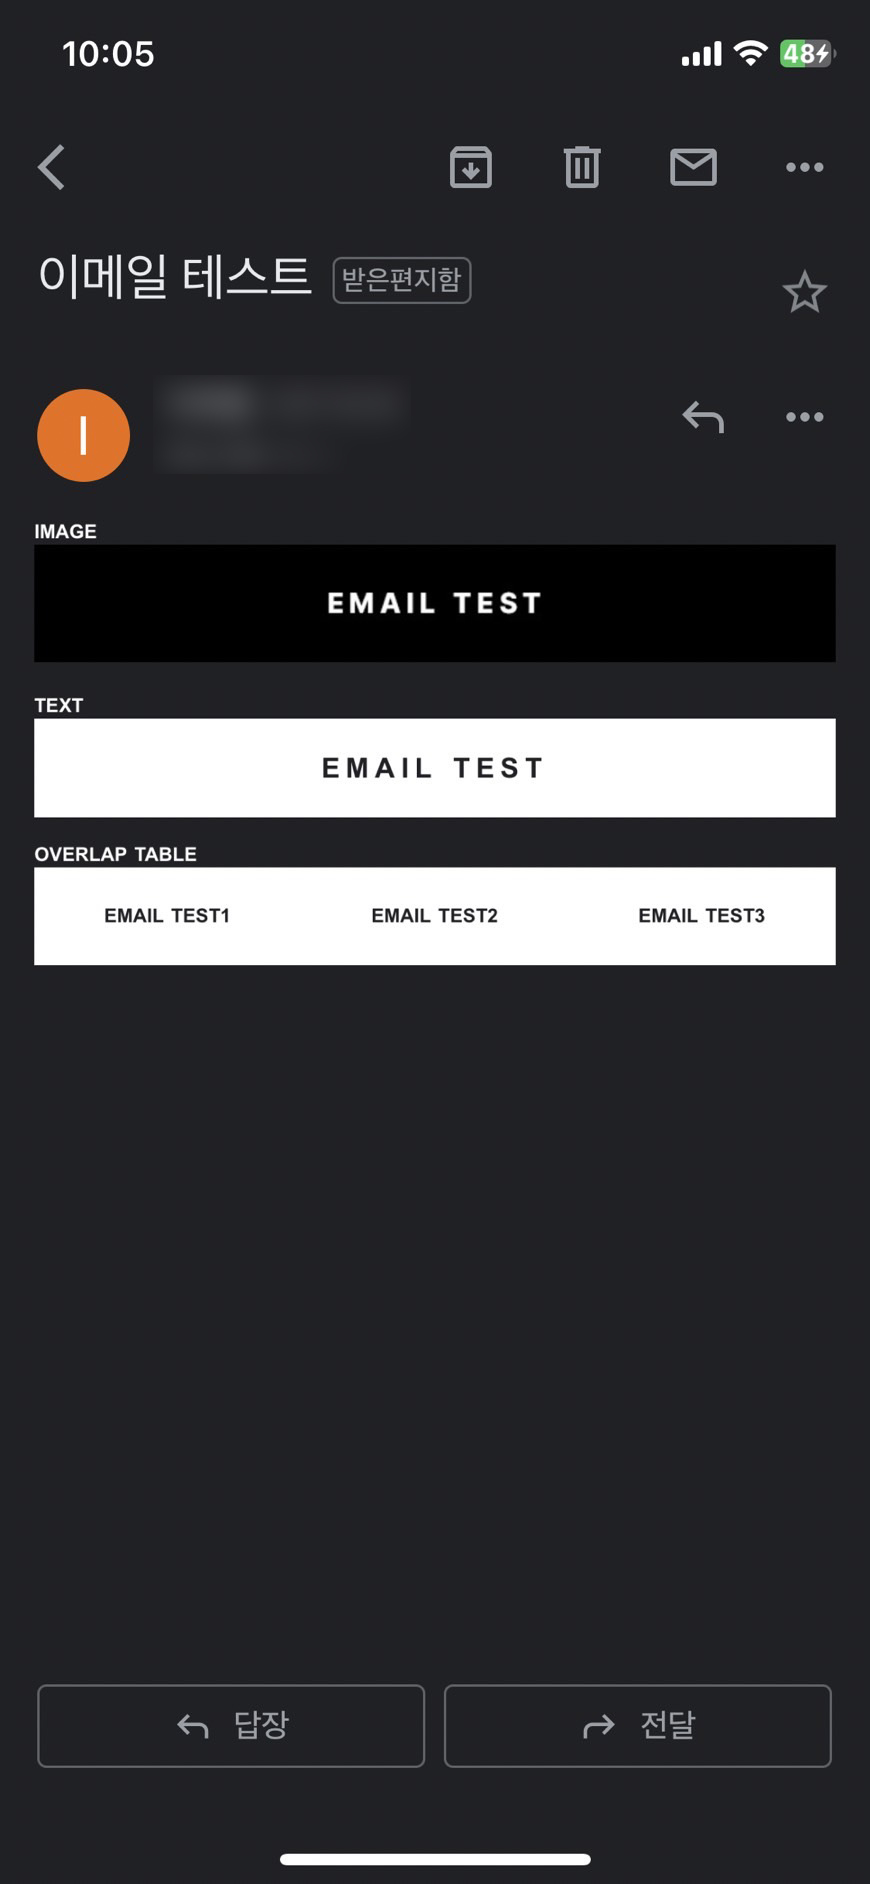 10:05
48
이메일 테스트 받은편지함
I
IMAGE
EMAIL TEST
TEXT
EMAIL TEST
OVERLAP TABLE
EMAIL TEST1 EMAIL TEST2 EMAIL TEST3
답장 전달